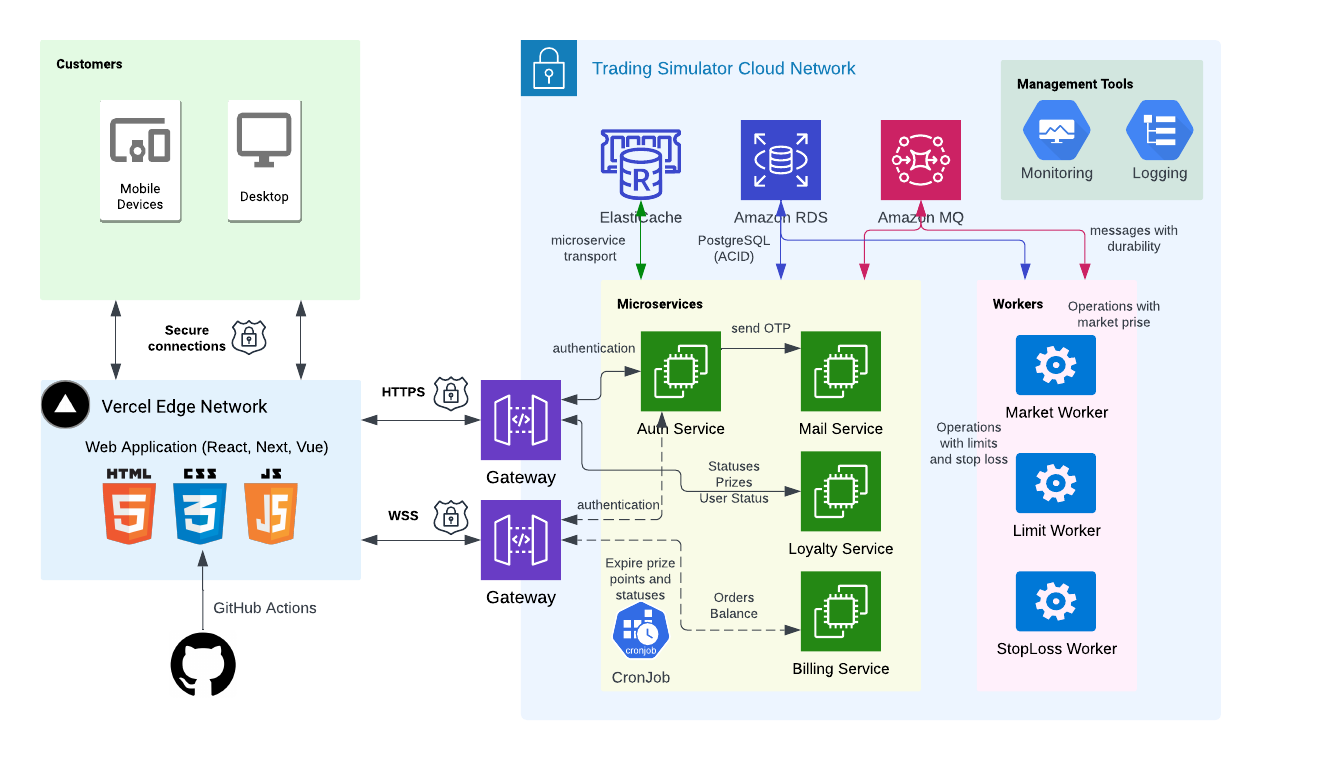 Customers
Mobile
Devices
Desktop
Secure
connections
Vercel Edge Network
Web Application (React, Next, Vue)
HTML
CSS
JS
5
3
JS
GitHub Actions
HTTPS
WSS
Gateway
Gateway
Trading Simulator Cloud Network
Management Tools
Monitoring
Logging
R
ElastiCache
Amazon RDS
Amazon MQ
microservice
transport
PostgreSQL
(ACID)
messages with
durability
Microservices
authentication
send OTP
Auth Service
Mail Service
Statuses
Prizes
User Status
authentication
Loyalty Service
Expire prize
points and
statuses
Orders
Balance
cronjob
CronJob
Billing Service
Workers
Operations with
market prise
Market Worker
Operations
with limits
and stop loss
Limit Worker
StopLoss Worker